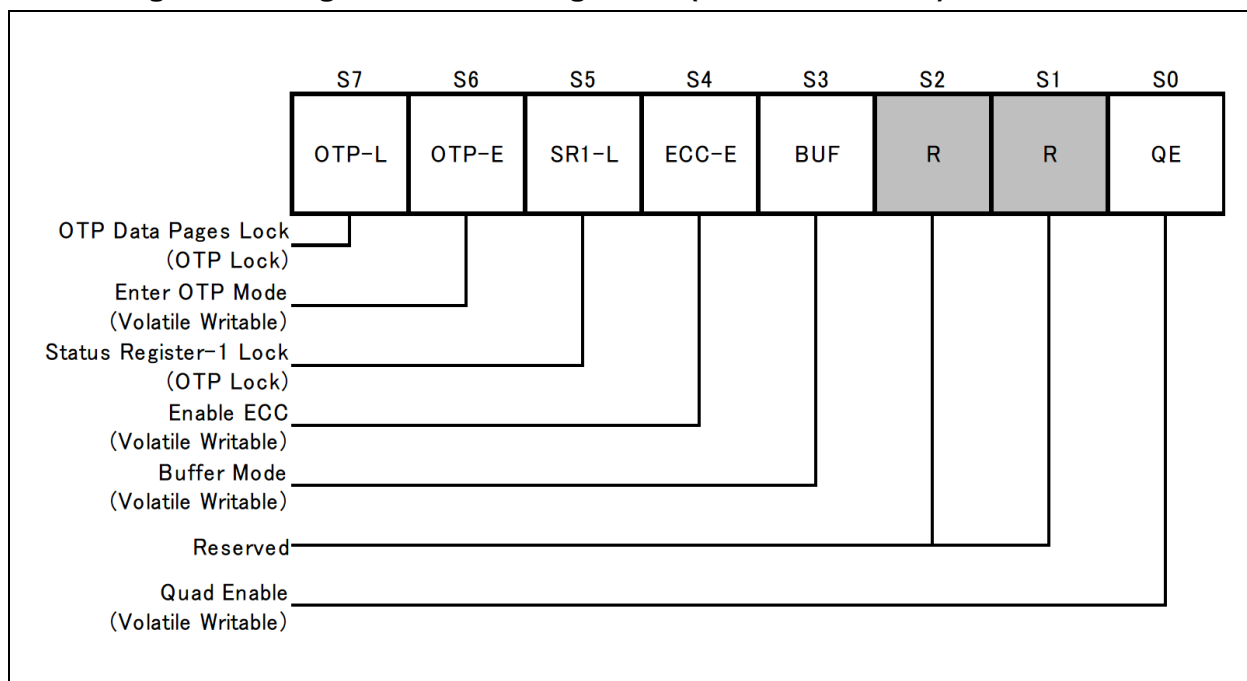 S7 S6 S5 S4 S3 S2 S1 S0
OTP-L OTP-E SR1-L ECC-E BUF R R QE
OTP Data Pages Lock
(OTP Lock)
Enter OTP Mode
(Volatile Writable)
Status Register-1 Lock
(OTP Lock)
Enable ECC
(Volatile Writable)
Buffer Mode
(Volatile Writable)
Reserved
Quad Enable
(Volatile Writable)